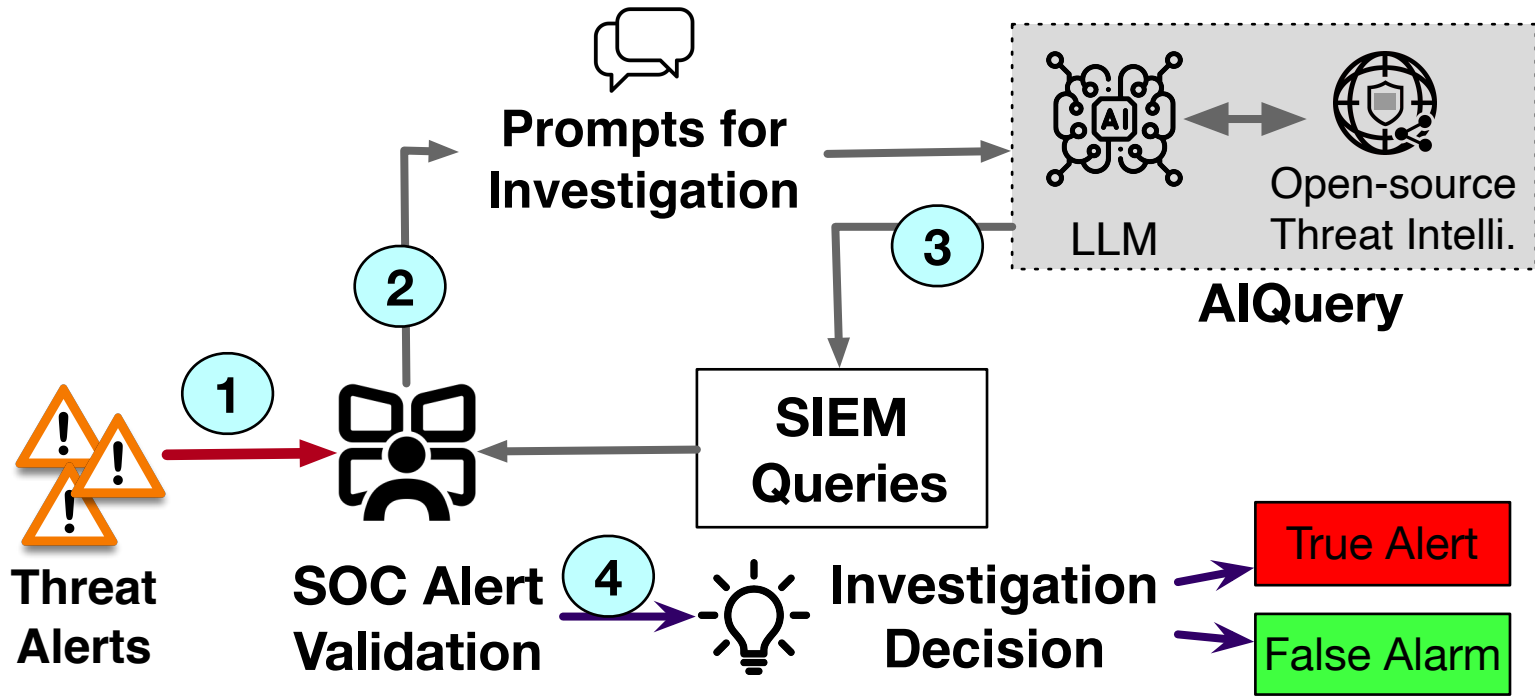 Prompts for
Investigation
AI
LLM
Open-source
Threat Intelli.
AIQuery
1
2
3
SIEM
Queries
Threat
Alerts
SOC Alert
Validation
4
Investigation
Decision
True Alert
False Alarm